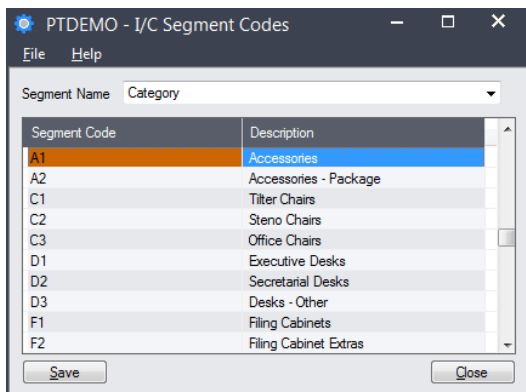 PTDEMO - I/C Segment Codes
File Help
Segment Name Category
Segment Code Description
A1 Accessories
A2 Accessories - Package
C1 Tilter Chairs
C2 Steno Chairs
C3 Office Chairs
D1 Executive Desks
D2 Secretarial Desks
D3 Desks - Other
F1 Filing Cabinets
F2 Filing Cabinet Extras
Save Close